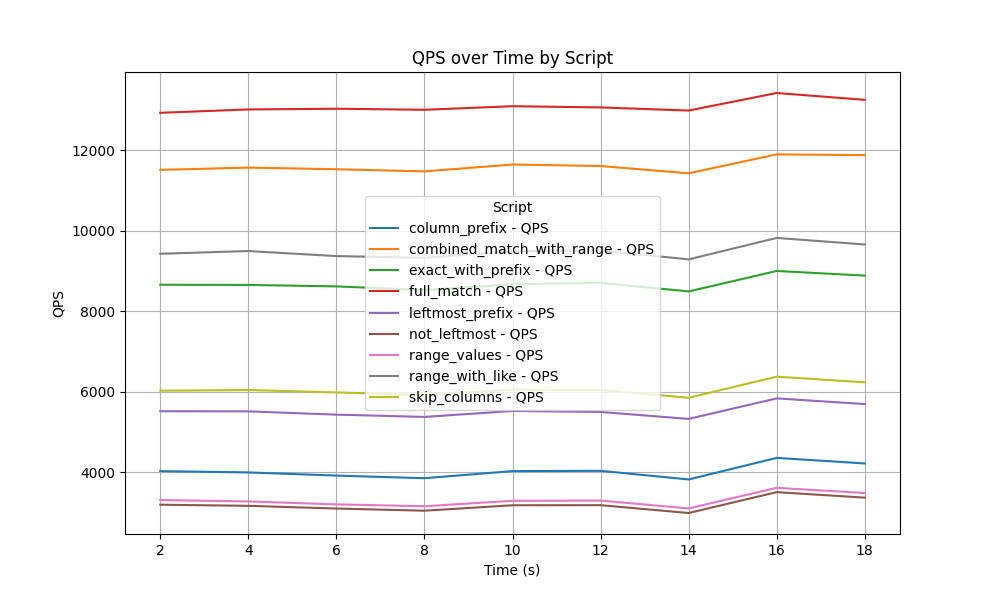 QPS over Time by Script
QPS
12000
10000
8000
6000
4000
Script
column_prefix - QPS
combined_match_with_range - QPS
exact_with_prefix - QPS
full_match - QPS
leftmost_prefix - QPS
not_leftmost - QPS
range_values - QPS
range_with_like - QPS
skip_columns - QPS
2 4 6 8 10 12 14 16 18
Time (s)